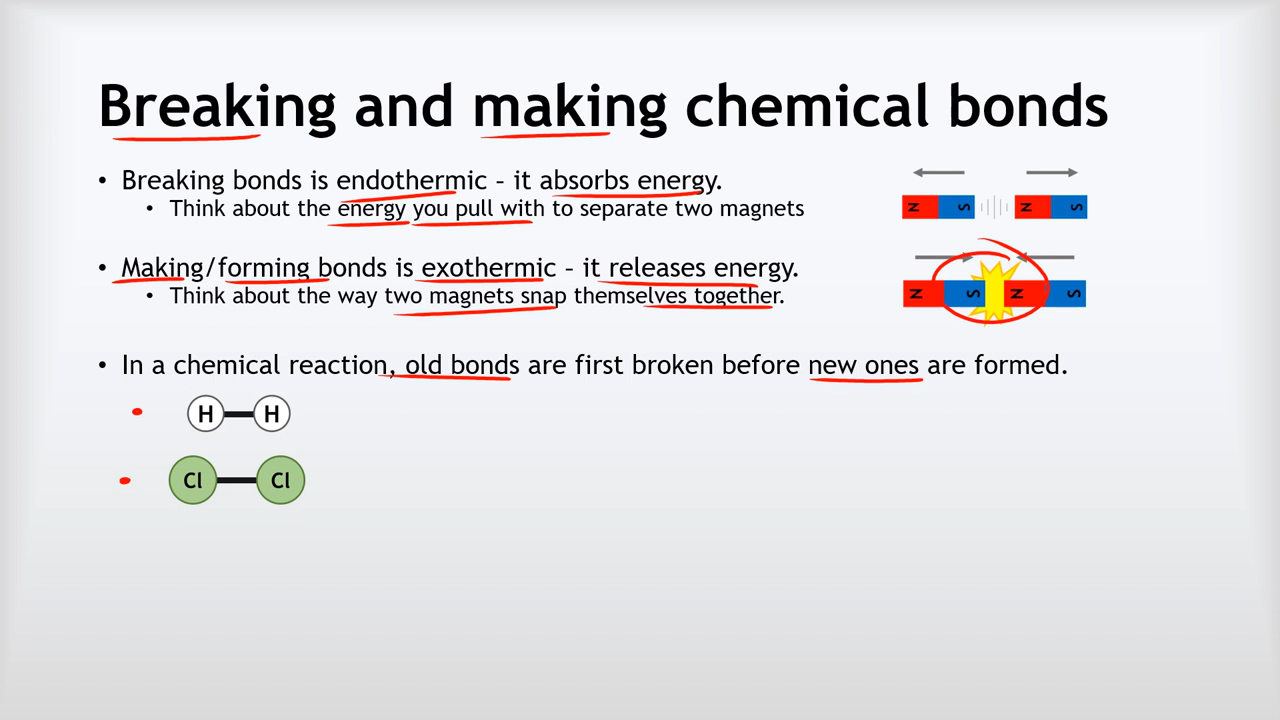 Breaking and making chemical bonds
• Breaking bonds is endothermic – it absorbs energy.
• Think about the energy you pull with to separate two magnets
N S N S
• Making/forming bonds is exothermic – it releases energy.
• Think about the way two magnets snap themselves together.
N S N S
• In a chemical reaction, old bonds are first broken before new ones are formed.
H H
Cl Cl